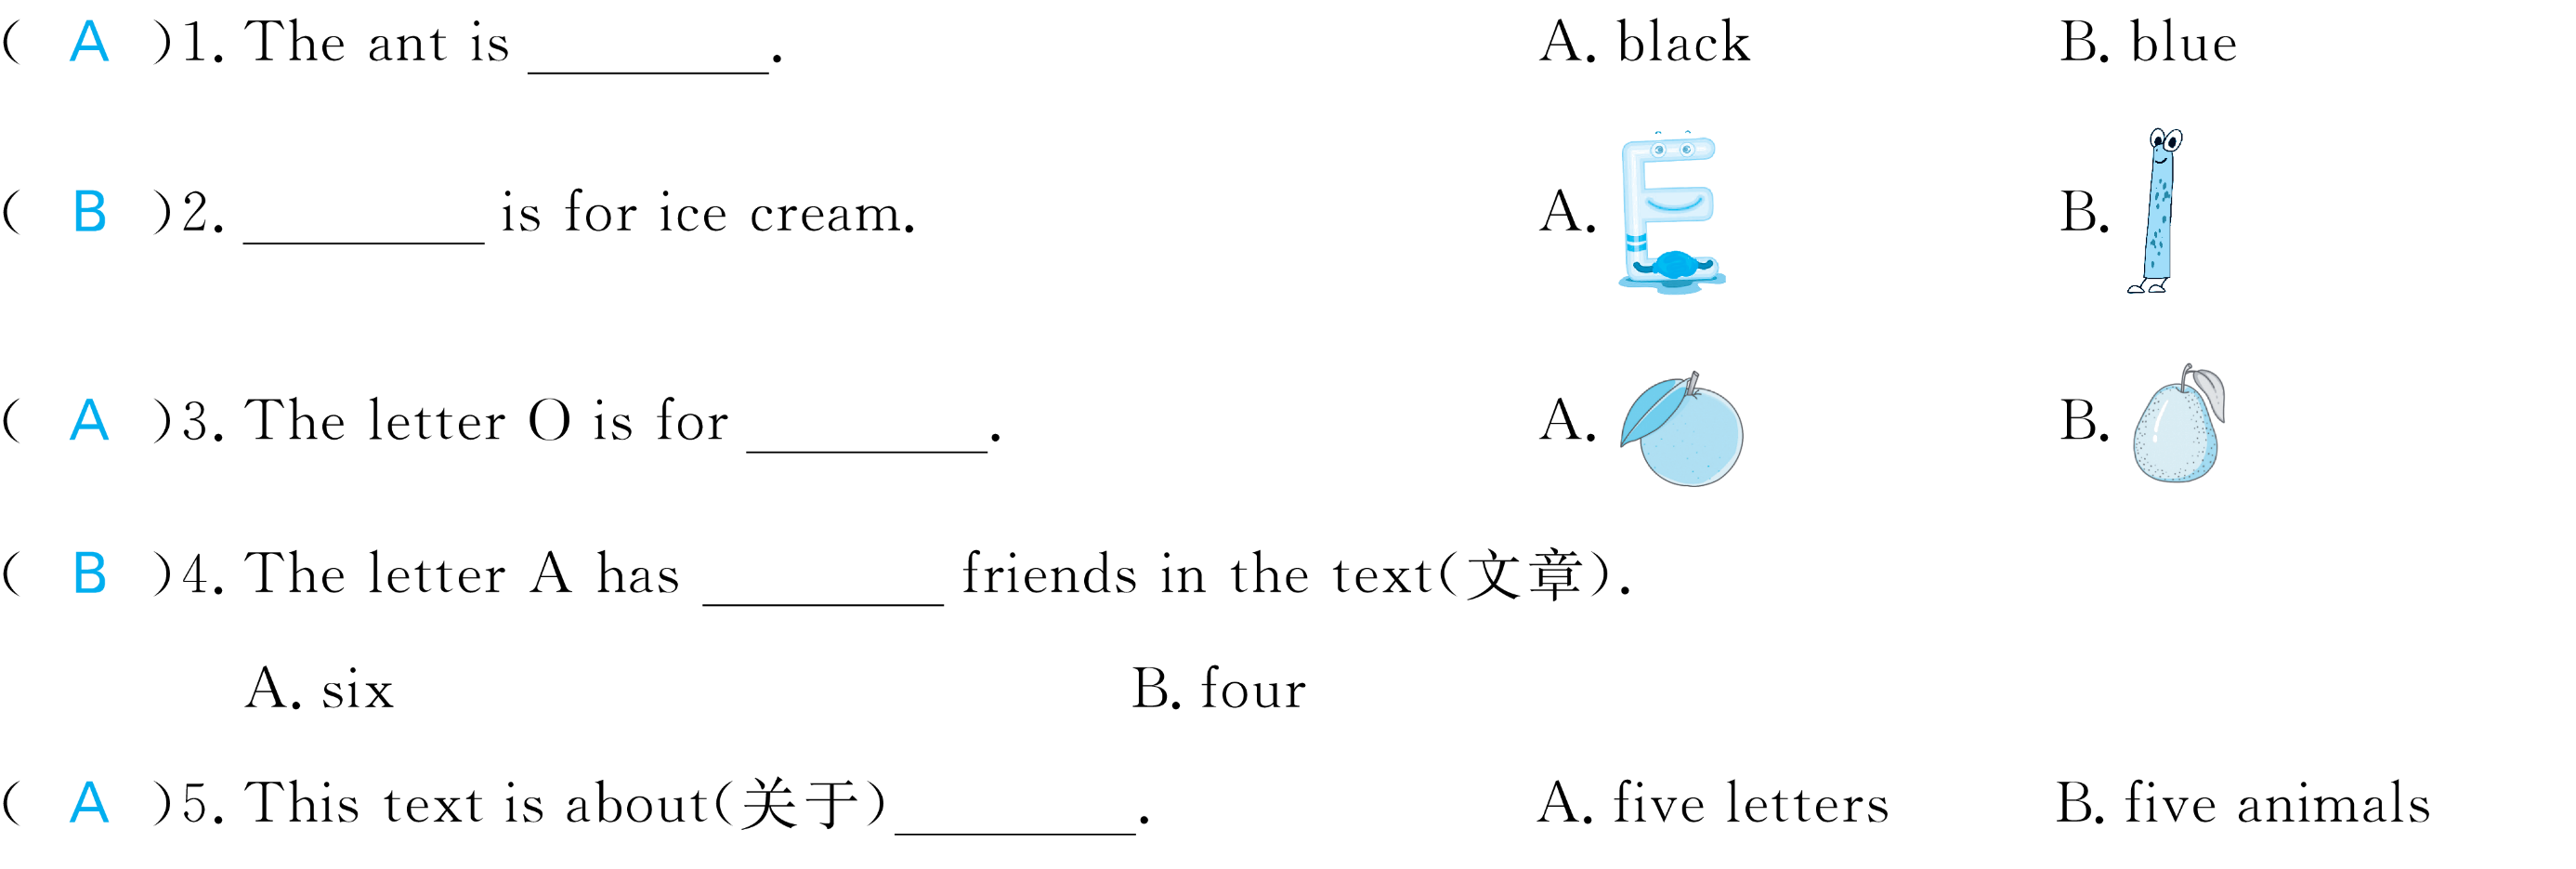 ( A )1. The ant is ________. A. black B. blue
( B )2. ________ is for ice cream. A. E B. I
( A )3. The letter O is for ________. A. B.
( B )4. The letter A has ________ friends in the text(文章).
A. six B. four
( A )5. This text is about(关于)________. A. five letters B. five animals